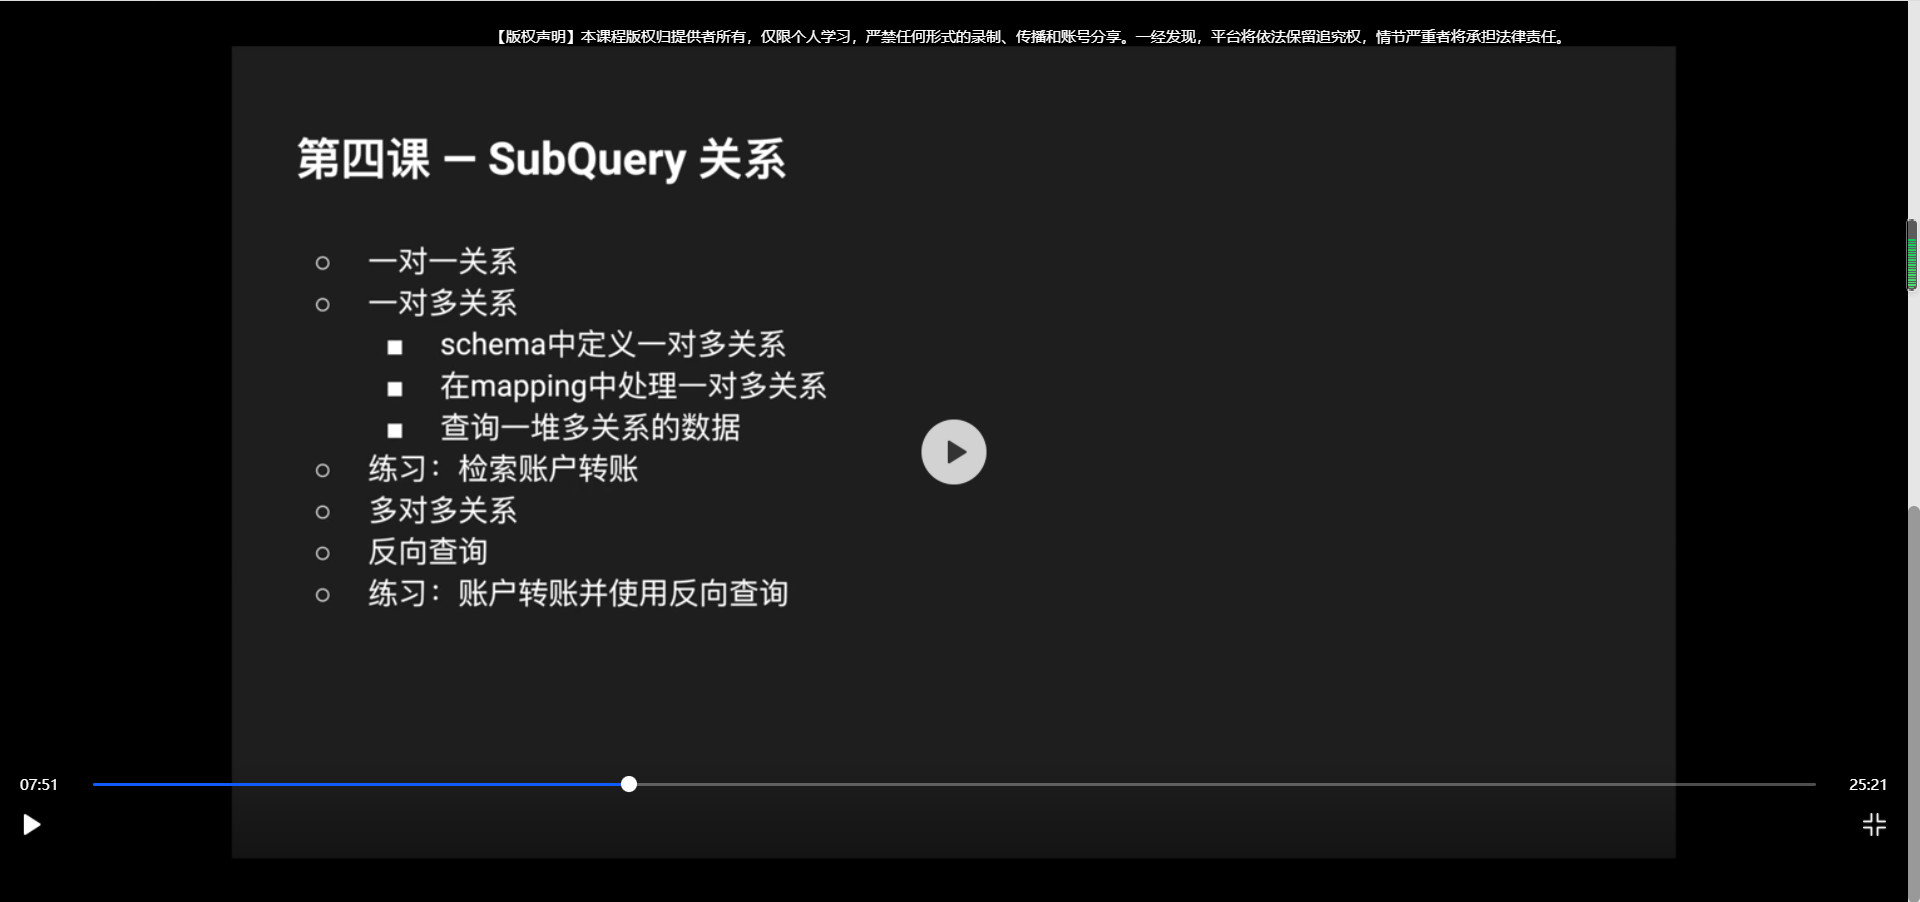 【版权声明】本课程版权归提供者所有，仅限个人学习，严禁任何形式的录制、传播和账号分享。一经发现，平台将依法保留追究权，情节严重者将承担法律责任。
第四课 — SubQuery 关系
一对一关系
一对多关系
schema中定义一对多关系
在mapping中处理一对多关系
查询一堆多关系的数据
练习：检索账户转账
多对多关系
反向查询
练习：账户转账并使用反向查询
07:51
25:21